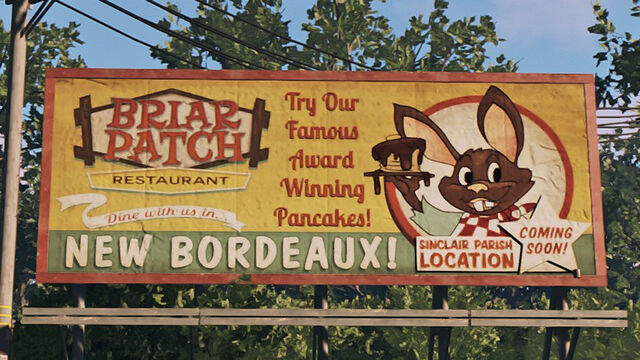 BRIAR
PATCH
RESTAURANT
Dine with us in...
NEW BORDEAUX!
Try Our
Famous
Award
Winning
Pancakes!
SINCLAIR PARISH
LOCATION
COMING
SOON!